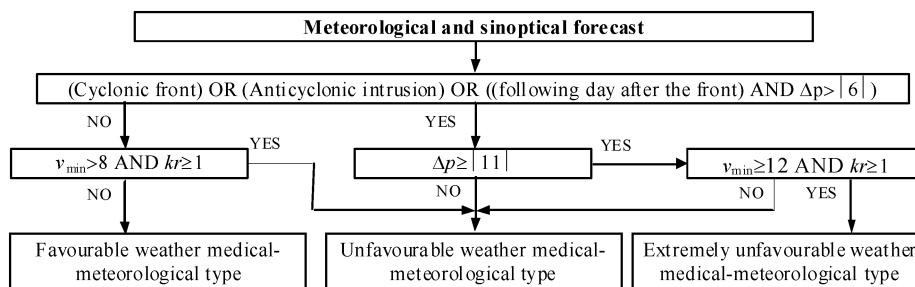 Meteorological and sinoptical forecast
(Cyclonic front) OR (Anticyclonic intrusion) OR ((following day after the front) AND Δp>|6|)
NO
YES
v_min>8 AND kr≥1
YES
Δp≥|11|
YES
v_min≥12 AND kr≥1
NO
NO
NO
YES
Favourable weather medical-
meteorological type
Unfavourable weather medical-
meteorological type
Extremely unfavourable weather
medical-meteorological type